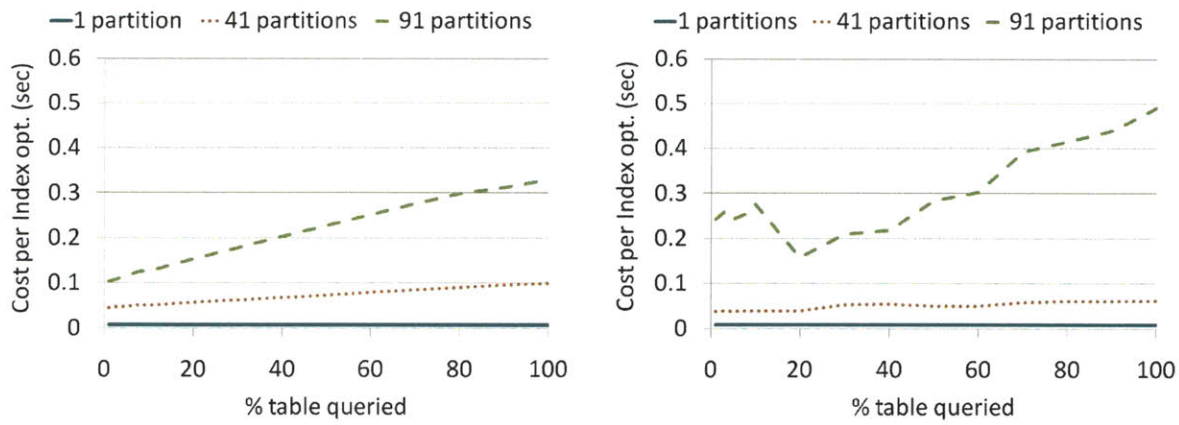 1 partition 41 partitions 91 partitions
Cost per Index opt. (sec)
0.6
0.5
0.4
0.3
0.2
0.1
0
0 20 40 60 80 100
% table queried
1 partitions 41 partitions 91 partitions
Cost per Index opt. (sec)
0.6
0.5
0.4
0.3
0.2
0.1
0
0 20 40 60 80 100
% table queried